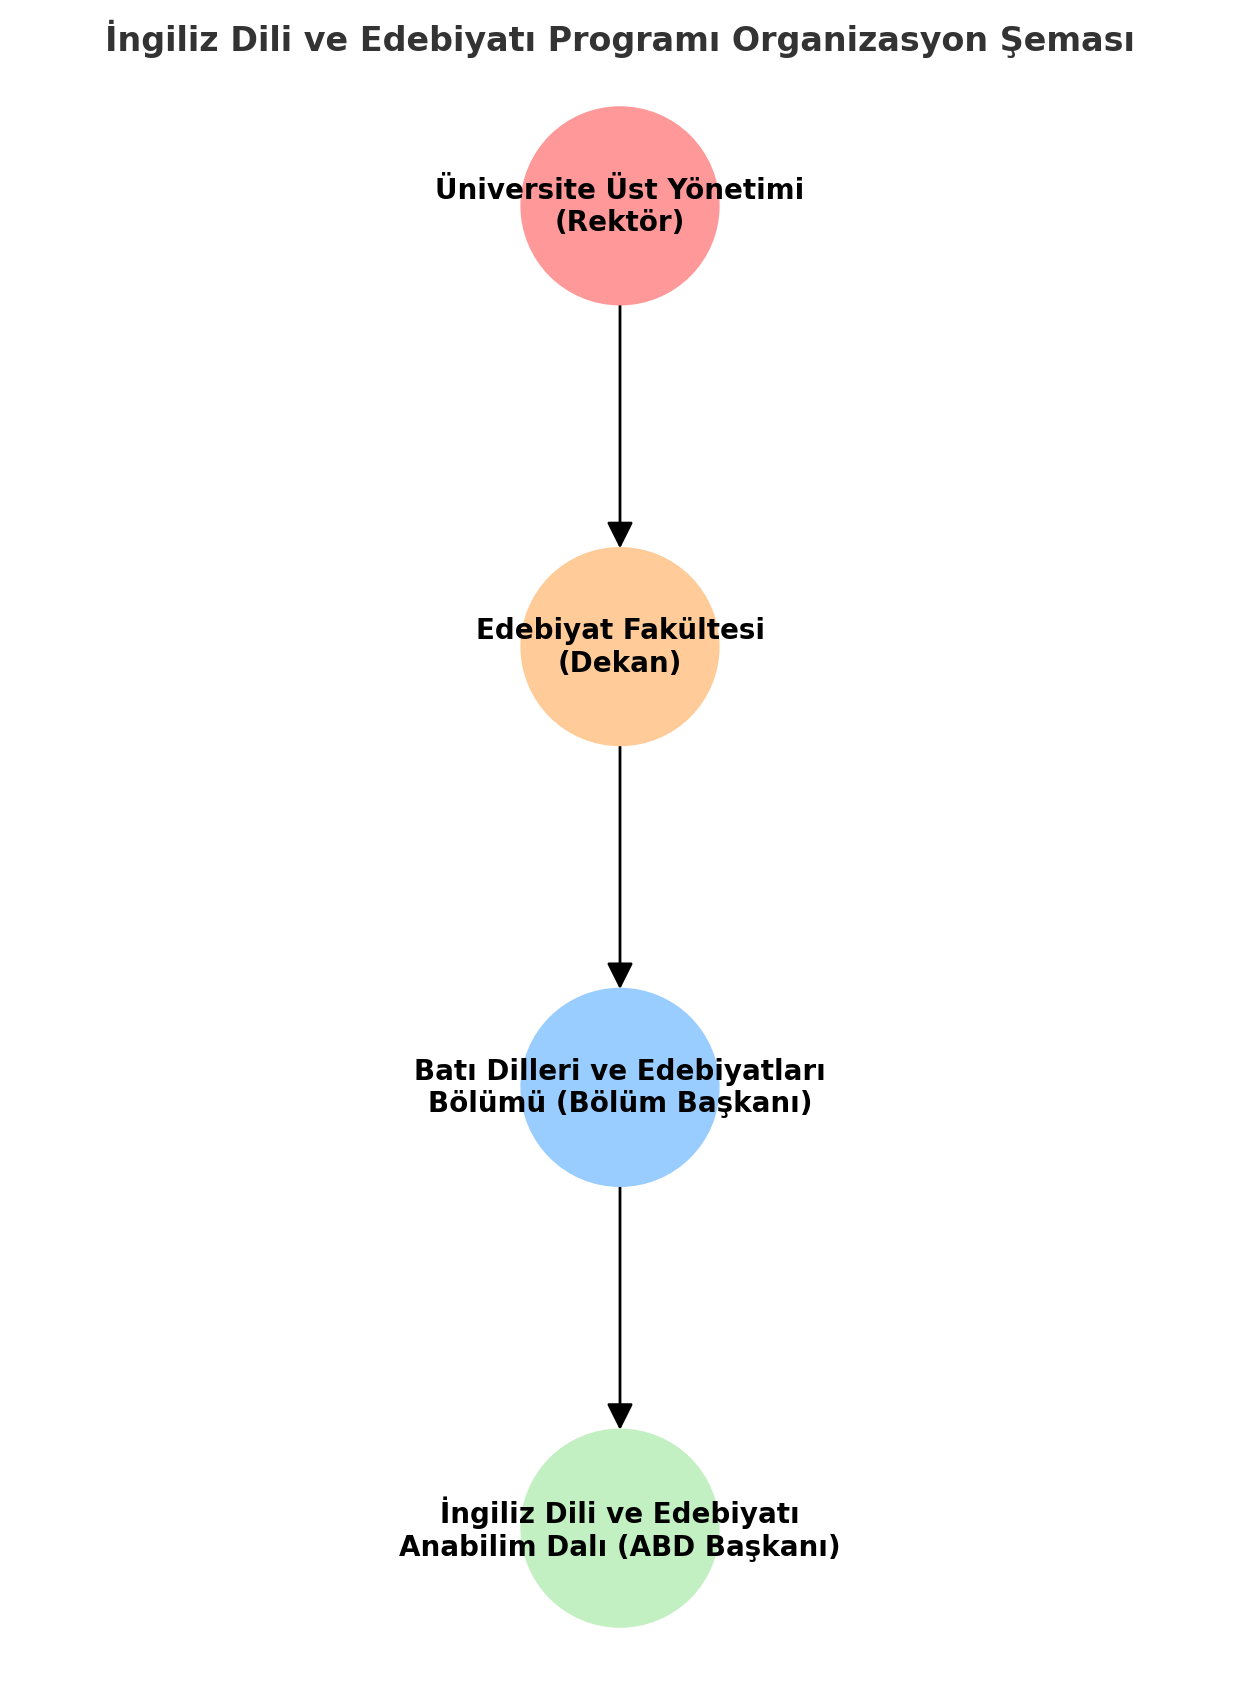 İngiliz Dili ve Edebiyatı Programı Organizasyon Şeması
Üniversite Üst Yönetimi
(Rektör)
Edebiyat Fakültesi
(Dekan)
Batı Dilleri ve Edebiyatları
Bölümü (Bölüm Başkanı)
İngiliz Dili ve Edebiyatı
Anabilim Dalı (ABD Başkanı)